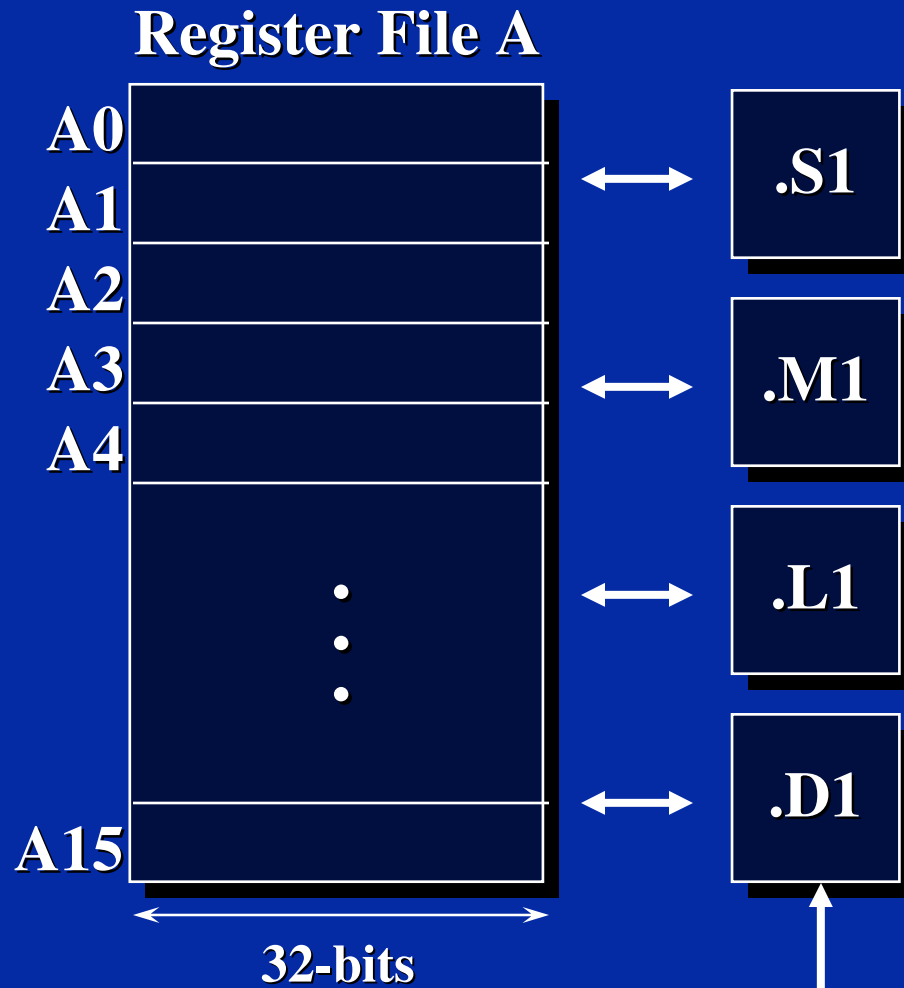 Register File A
A0
A1
A2
A3
A4
A15
.S1
.M1
.L1
.D1
32-bits